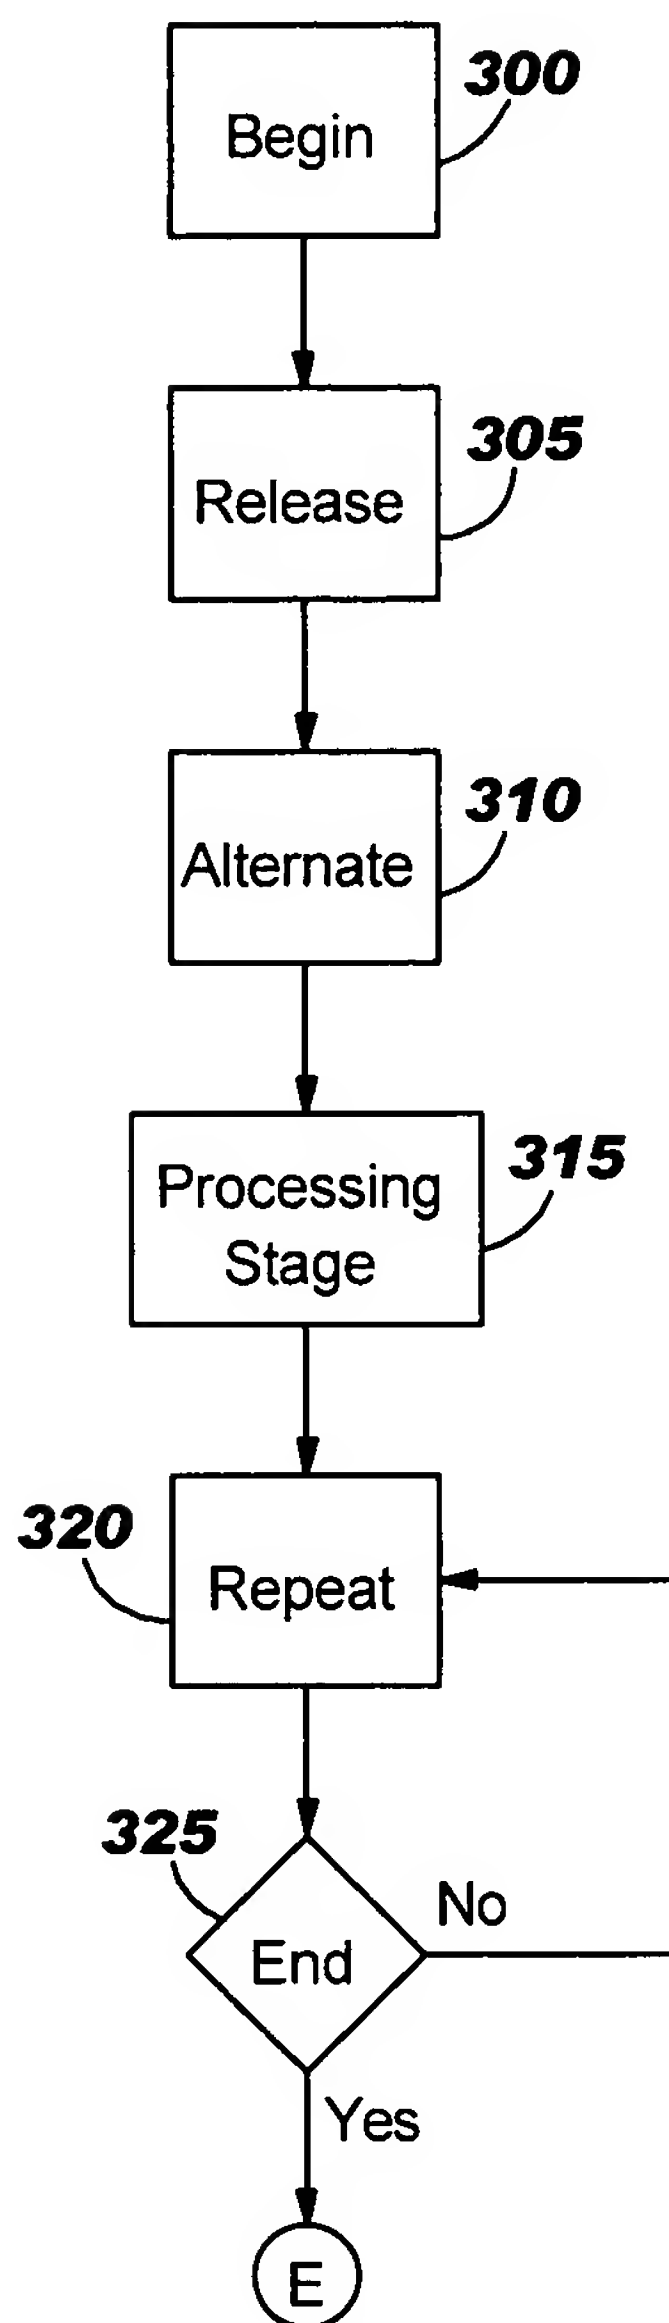 300
Begin
305
Release
310
Alternate
315
Processing
Stage
320
Repeat
325
No
End
Yes
E